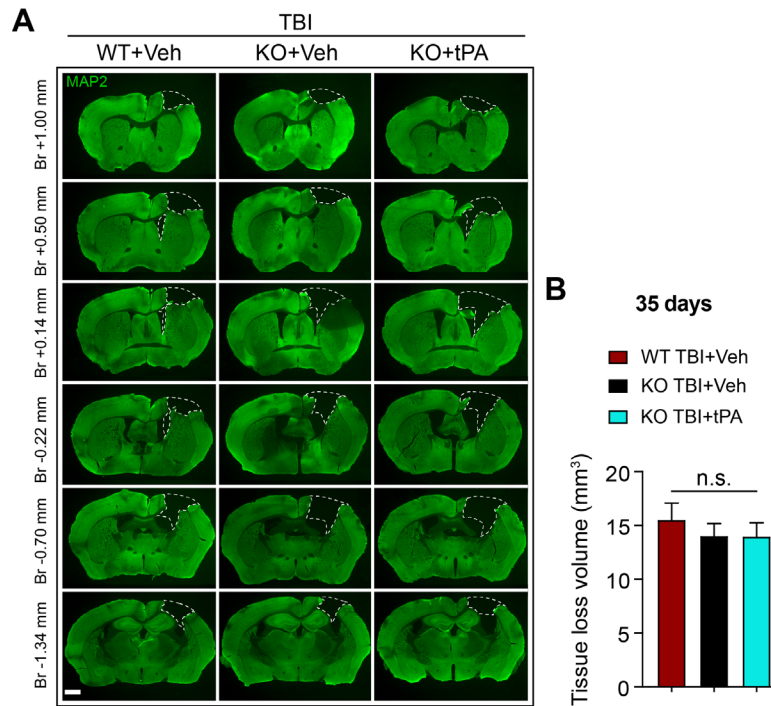 A
TBI
WT+Veh KO+Veh KO+tPA
MAP2
Br +1.00 mm
Br +0.50 mm
Br +0.14 mm
Br -0.22 mm
Br -0.70 mm
Br -1.34 mm
B
35 days
WT TBI+Veh
KO TBI+Veh
KO TBI+tPA
Tissue loss volume (mm³)
20
15
10
5
0
n.s.